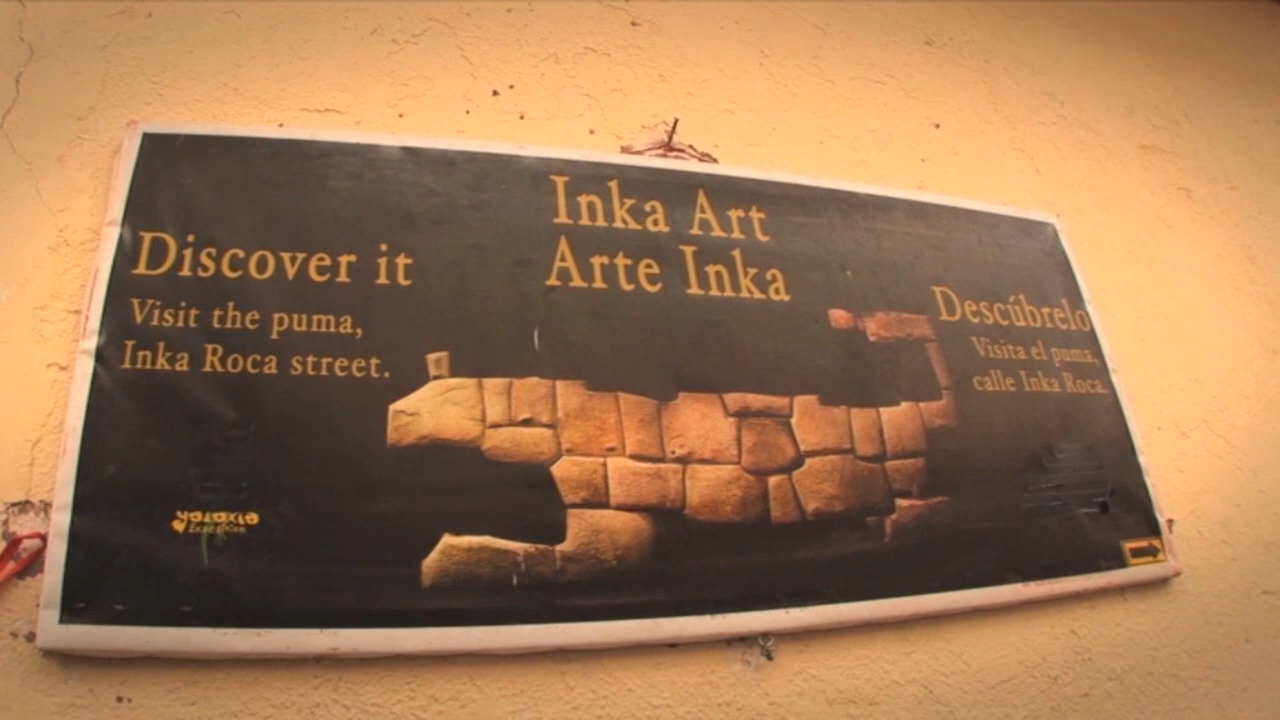 Inka Art
Arte Inka
Discover it
Visit the puma,
Inka Roca street.
Descúbrelo
Visita el puma,
calle Inka Roca.